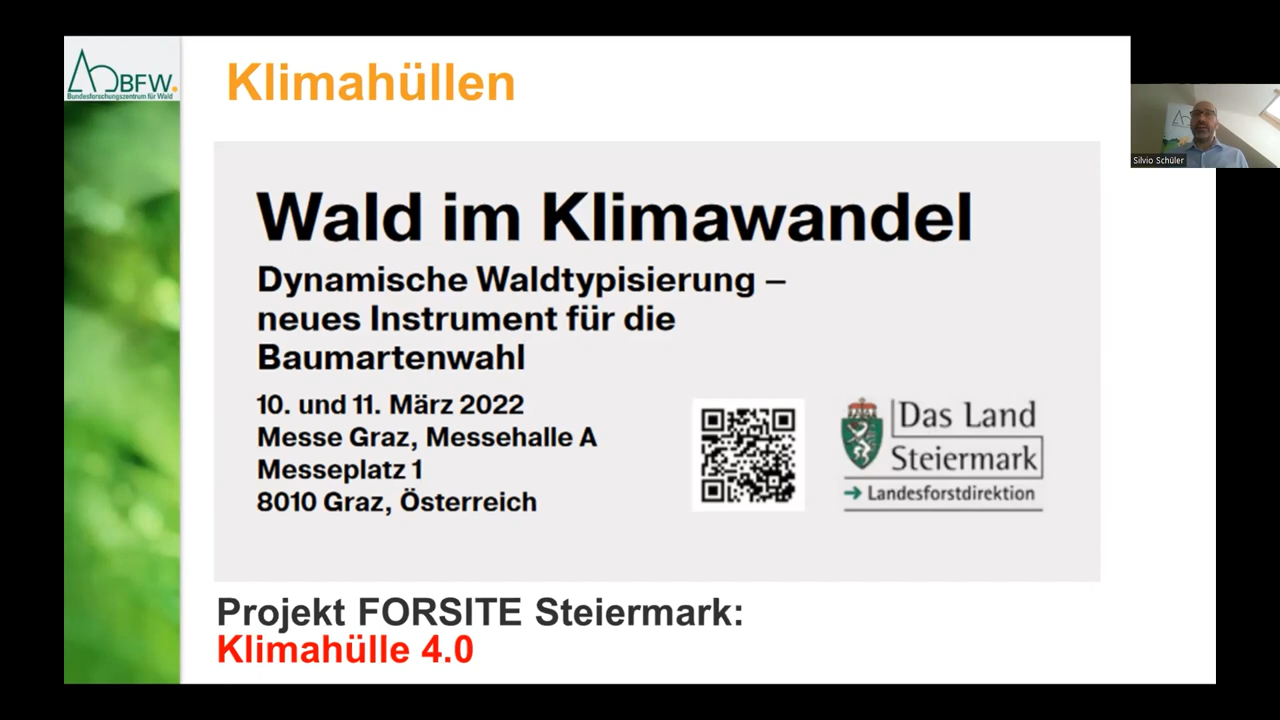 BFW.
Bundesforschungszentrum für Wald
Klimahüllen
Silvio Schüler
Wald im Klimawandel
Dynamische Waldtypisierung –
neues Instrument für die
Baumartenwahl
10. und 11. März 2022
Messe Graz, Messehalle A
Messeplatz 1
8010 Graz, Österreich
Das Land
Steiermark
→ Landesforstdirektion
Projekt FORSITE Steiermark:
Klimahülle 4.0